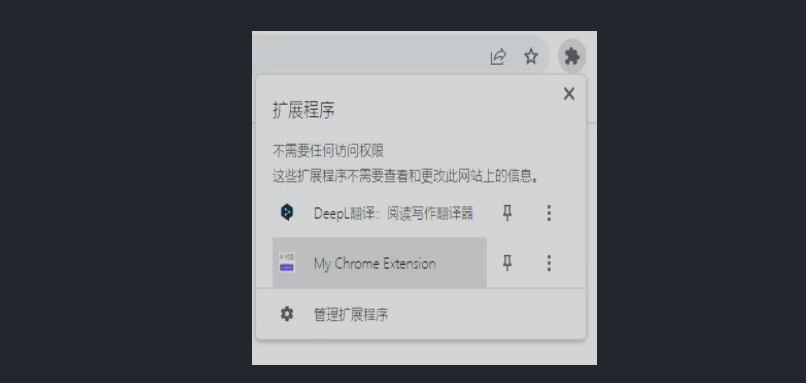 扩展程序
不需要任何访问权限
这些扩展程序不需要查看和更改此网站上的信息。
DeepL翻译：阅读写作翻译器
My Chrome Extension
管理扩展程序